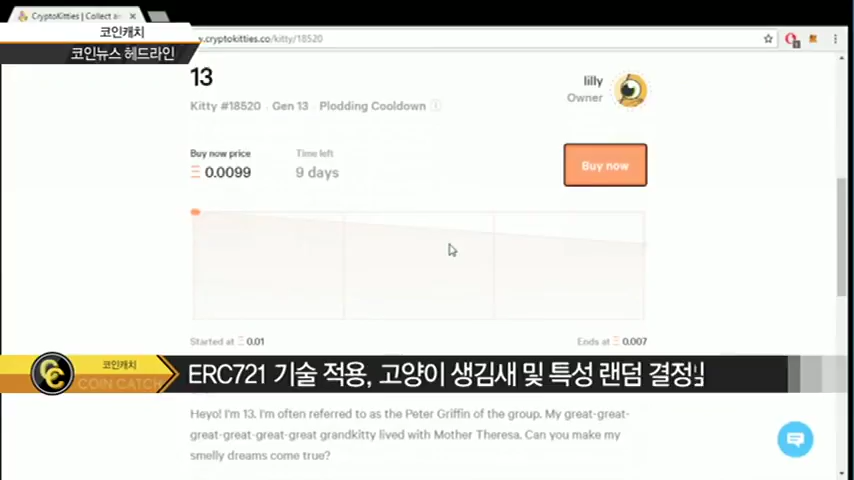 CryptoKitties | Collect an
코인캐치
코인뉴스 헤드라인
cryptokitties.co/kitty/18520
13
Kitty #18520 · Gen 13 · Plodding Cooldown
lilly
Owner
Buy now price
Ξ 0.0099
Time left
9 days
Buy now
Started at Ξ 0.01
Ends at Ξ 0.007
코인캐치
COIN CATCH
ERC721 기술 적용, 고양이 생김새 및 특성 랜덤 결정
Heyo! I'm 13. I'm often referred to as the Peter Griffin of the group. My great-great-
great-great-great-great grandkitty lived with Mother Theresa. Can you make my
smelly dreams come true?